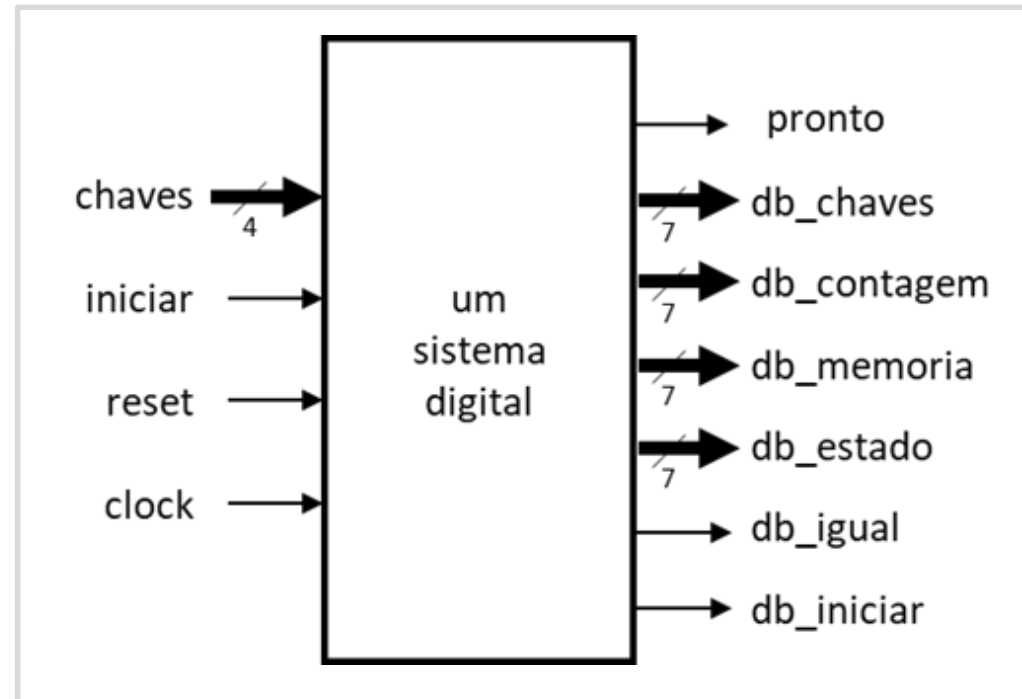 chaves
4
iniciar
reset
clock
um
sistema
digital
pronto
db_chaves
7
db_contagem
7
db_memoria
7
db_estado
7
db_igual
db_iniciar